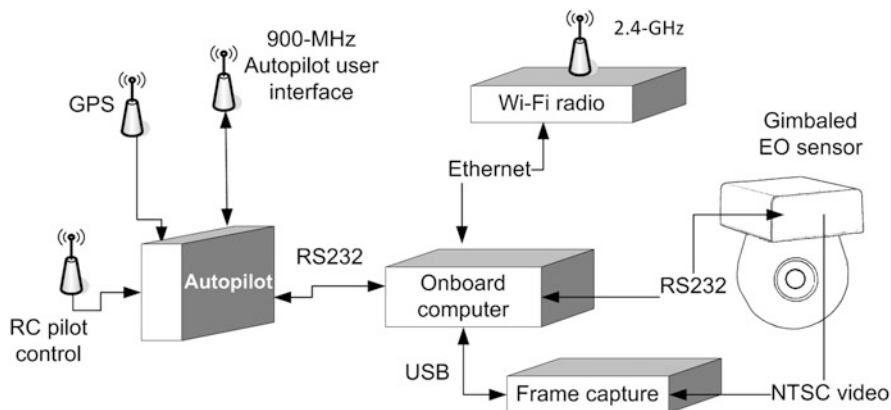 900-MHz
Autopilot user
interface
GPS
2.4-GHz
Wi-Fi radio
Gimbaled
EO sensor
Ethernet
Autopilot
RS232
Onboard
computer
RS232
RC pilot
control
USB
Frame capture
NTSC video